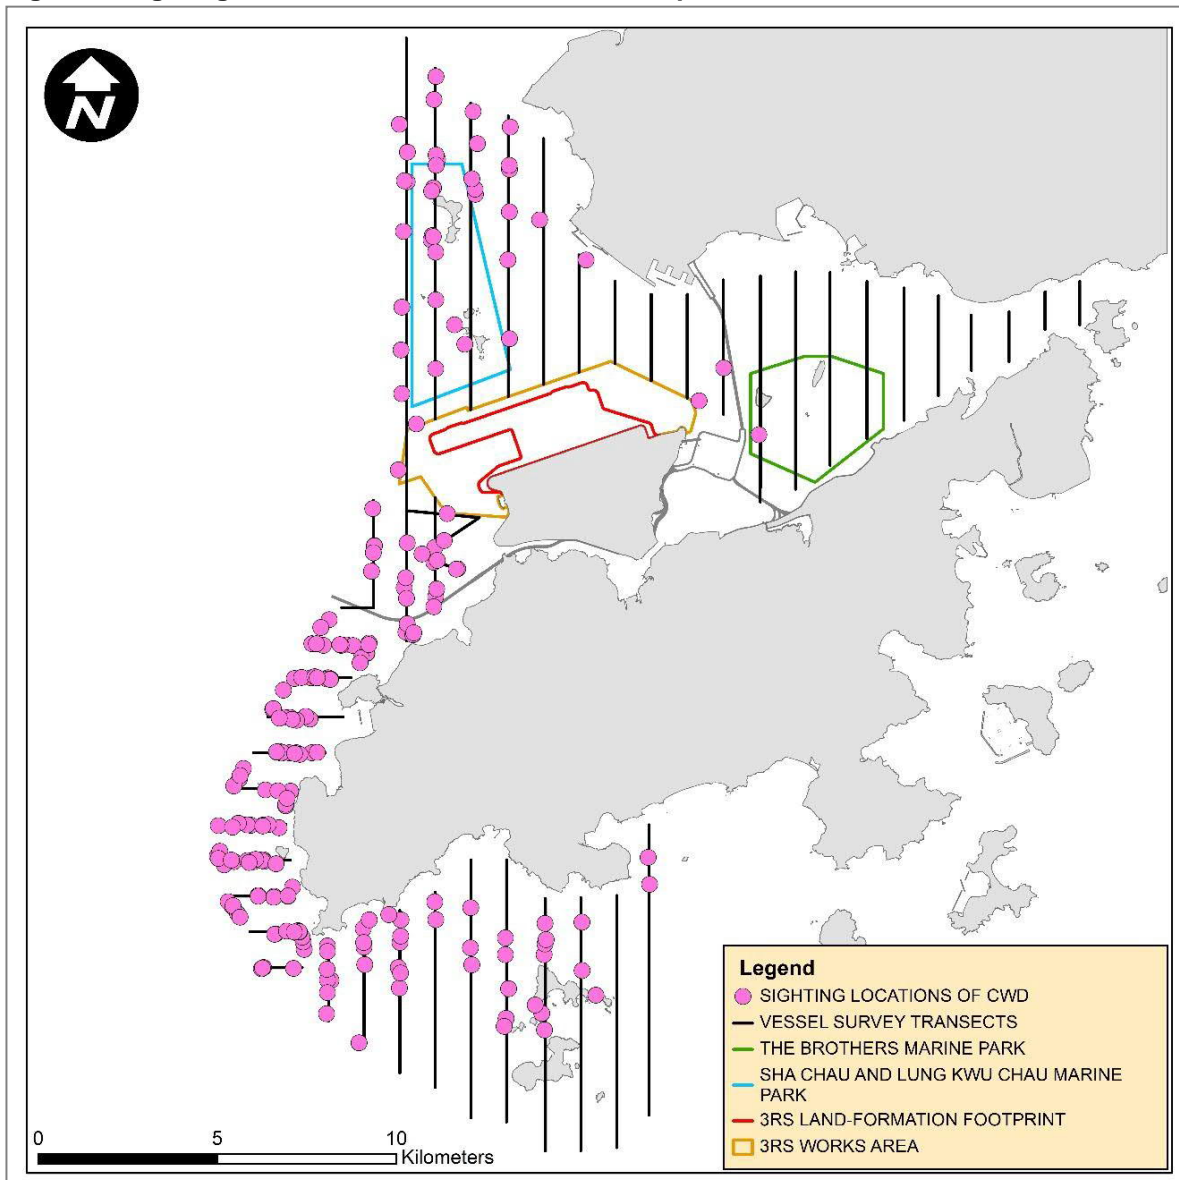 N
Legend
SIGHTING LOCATIONS OF CWD
VESSEL SURVEY TRANSECTS
THE BROTHERS MARINE PARK
SHA CHAU AND LUNG KWU CHAU MARINE
PARK
3RS LAND-FORMATION FOOTPRINT
3RS WORKS AREA
0 5 10
Kilometers